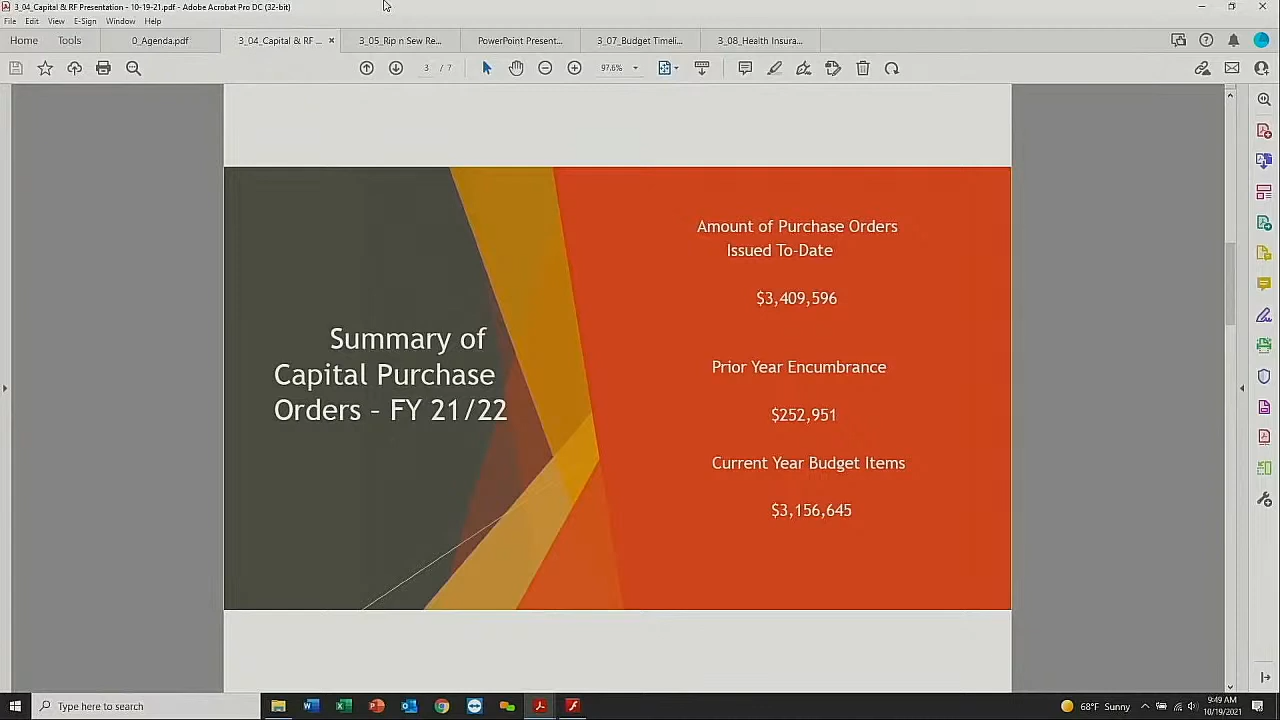 3_04_Capital & RF Presentation - 10-19-21.pdf - Adobe Acrobat Pro DC (32-bit)
File Edit View E-Sign Window Help
Home Tools 0_Agenda.pdf 3_04_Capital & RF ... × 3_05_Rip n Sew Re... PowerPoint Present... 3_07_Budget Timeli... 3_08_Health Insura...
3 / 7 97.6%
Amount of Purchase Orders
Issued To-Date
$3,409,596
Summary of
Capital Purchase
Orders – FY 21/22
Prior Year Encumbrance
$252,951
Current Year Budget Items
$3,156,645
Type here to search
68°F Sunny
9:49 AM
10/19/2021